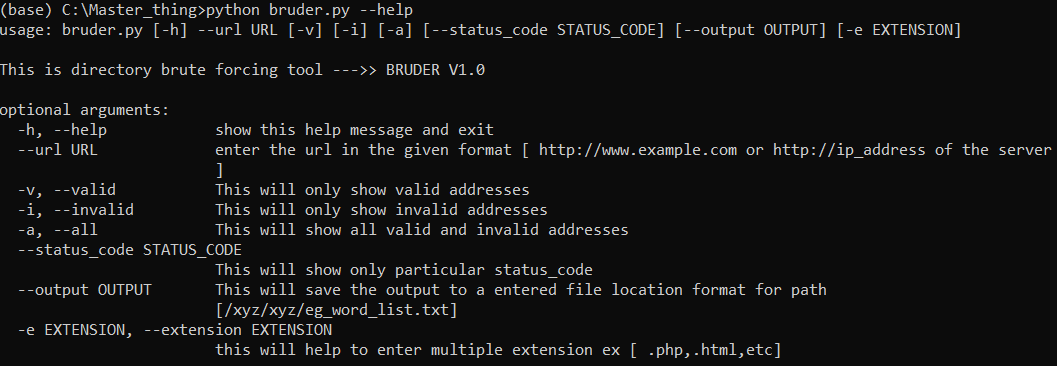 (base) C:\Master_thing>python bruder.py --help
usage: bruder.py [-h] --url URL [-v] [-i] [-a] [--status_code STATUS_CODE] [--output OUTPUT] [-e EXTENSION]
This is directory brute forcing tool --->> BRUDER V1.0
optional arguments:
-h, --help show this help message and exit
--url URL enter the url in the given format [ http://www.example.com or http://ip_address of the server
]
-v, --valid This will only show valid addresses
-i, --invalid This will only show invalid addresses
-a, --all This will show all valid and invalid addresses
--status_code STATUS_CODE
This will show only particular status_code
--output OUTPUT This will save the output to a entered file location format for path
[/xyz/xyz/eg_word_list.txt]
-e EXTENSION, --extension EXTENSION
this will help to enter multiple extension ex [ .php,.html,etc]